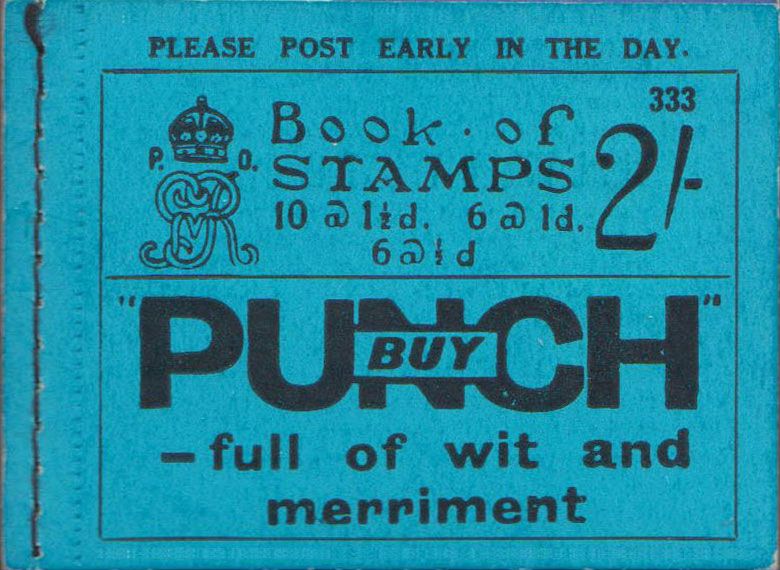 PLEASE POST EARLY IN THE DAY.
333
Book · of
P. O.
STAMPS
2/-
10 @ 1½d. 6 @ 1d.
6 @ ½d
"PUNCH"
BUY
—full of wit and
merriment